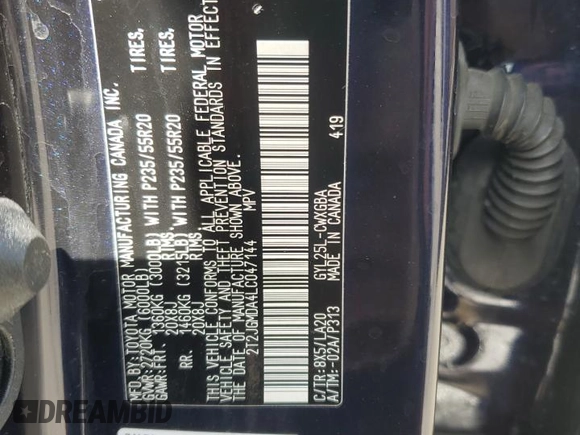 MFD.BY:TOYOTA MOTOR MANUFACTURING CANADA INC.
GVWR:2720KG (6000LB)
GAWR:FRT. 1360KG (3000LB) WITH P235/55R20 TIRES.
20X8J RIMS
RR. 1460KG (3215LB) WITH P235/55R20 TIRES.
20X8J RIMS
THIS VEHICLE CONFORMS TO ALL APPLICABLE FEDERAL MOTOR
VEHICLE SAFETY AND THEFT PREVENTION STANDARDS IN EFFECT
ON THE DATE OF MANUFACTURE SHOWN ABOVE.
2T2JGMDA4LC047144 MPV
C/TR:8X5/LA20 GYL25L-CWXGBA 419
A/TM:-02A/P313 MADE IN CANADA
DREAMBID